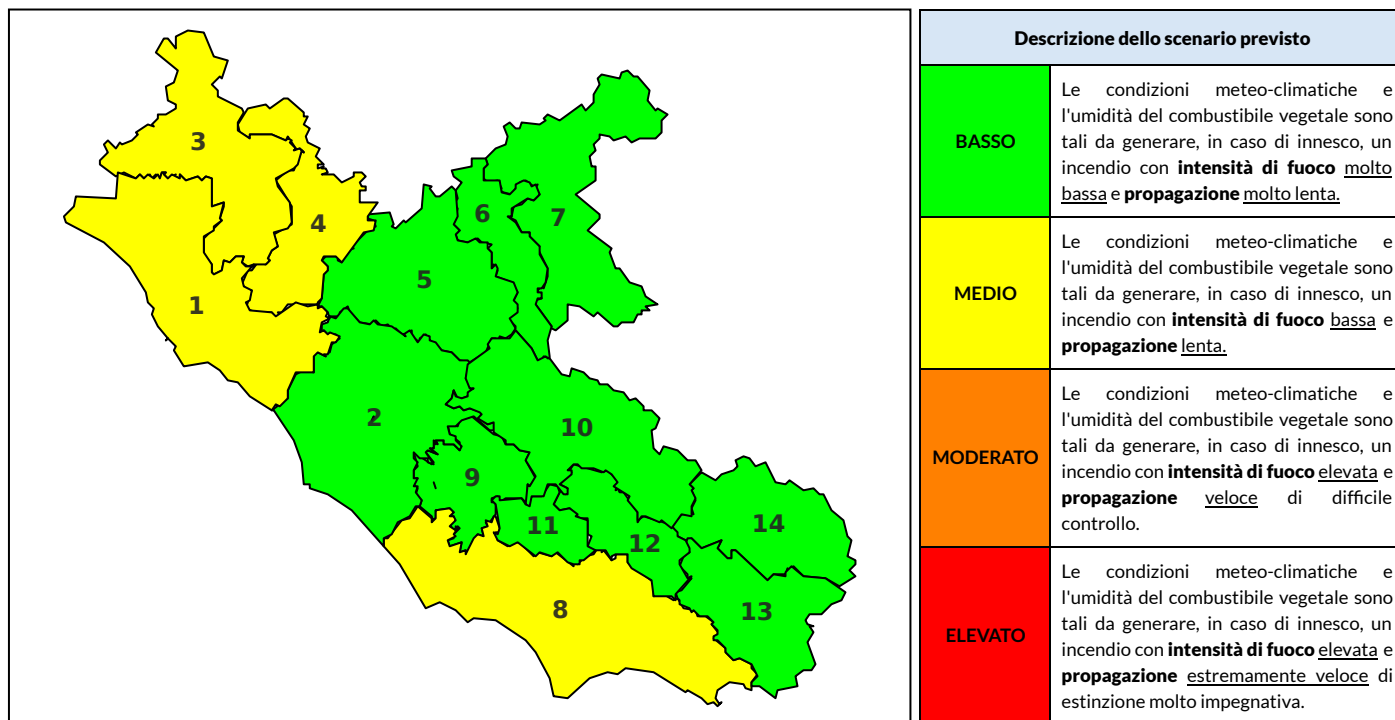 3
4
6
7
5
1
2
10
9
11
12
14
8
13
Descrizione dello scenario previsto
BASSO
Le condizioni meteo-climatiche e
l'umidità del combustibile vegetale sono
tali da generare, in caso di innesco, un
incendio con intensità di fuoco molto
bassa e propagazione molto lenta.
MEDIO
Le condizioni meteo-climatiche e
l'umidità del combustibile vegetale sono
tali da generare, in caso di innesco, un
incendio con intensità di fuoco bassa e
propagazione lenta.
MODERATO
Le condizioni meteo-climatiche e
l'umidità del combustibile vegetale sono
tali da generare, in caso di innesco, un
incendio con intensità di fuoco elevata e
propagazione veloce di difficile
controllo.
ELEVATO
Le condizioni meteo-climatiche e
l'umidità del combustibile vegetale sono
tali da generare, in caso di innesco, un
incendio con intensità di fuoco elevata e
propagazione estremamente veloce di
estinzione molto impegnativa.